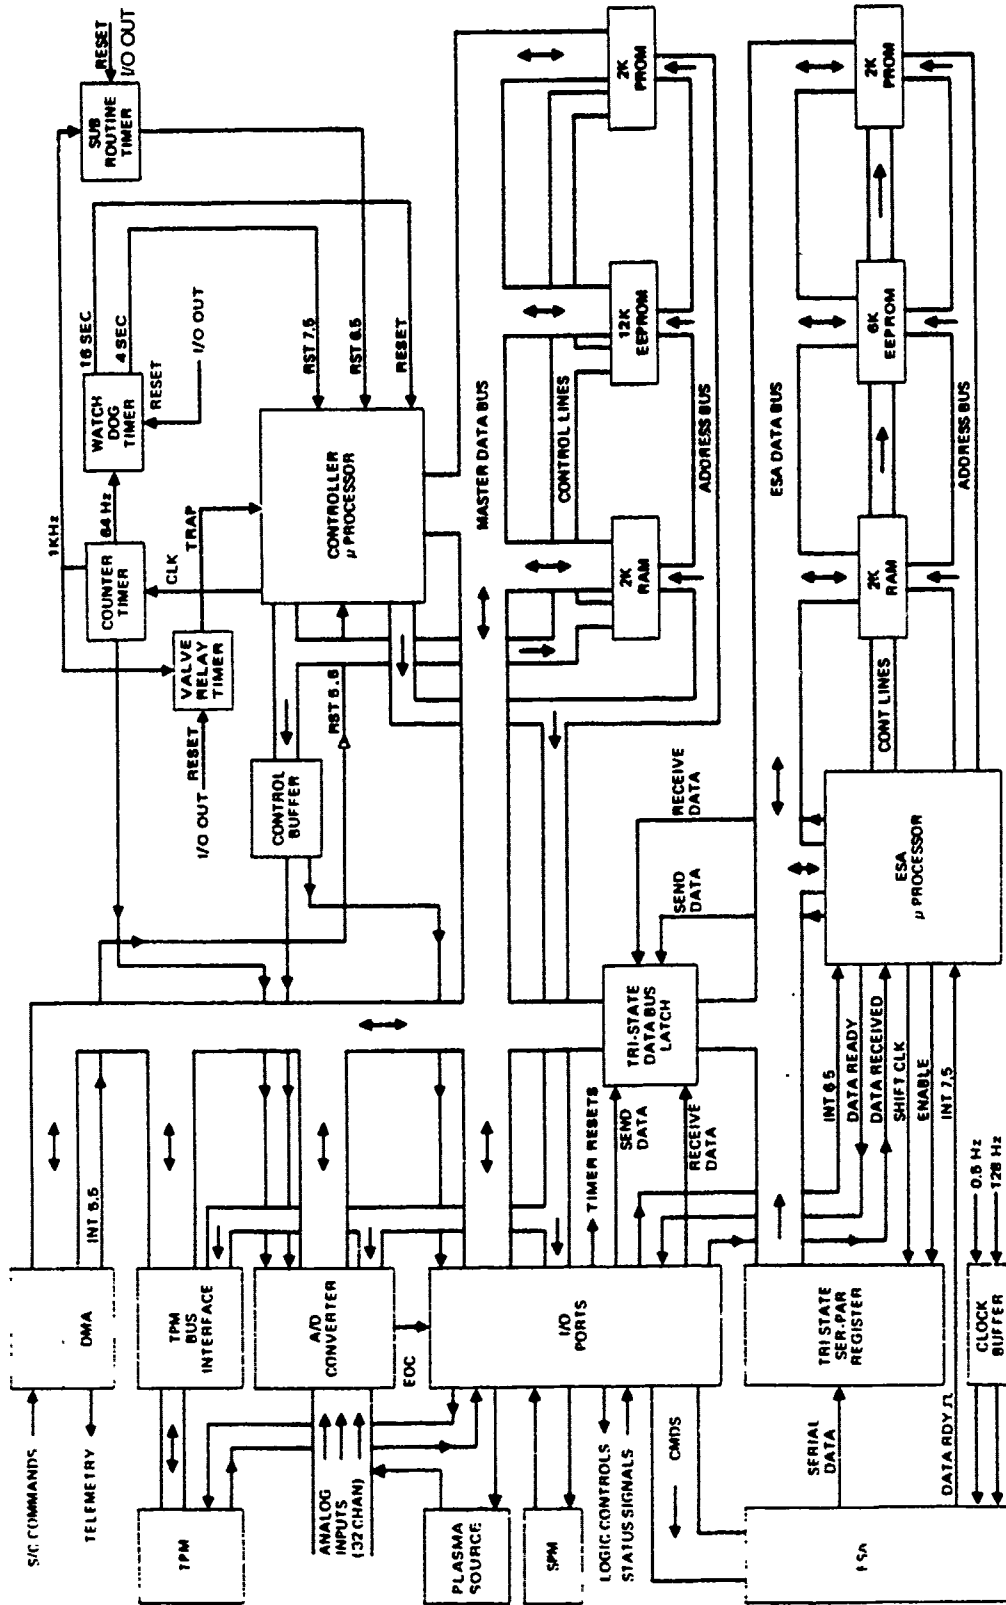 S/C COMMANDS
TELEMETRY
DMA
INT 5.5
TPM
TPM
BUS
INTERFACE
ANALOG
INPUTS
(32 CHAN)
A/D
CONVERTER
EOC
PLASMA
SOURCE
SPM
I/O
PORTS
LOGIC CONTROLS
STATUS SIGNALS
CMDS
TIMER RESETS
SEND
DATA
RECEIVE
DATA
TRI-STATE
DATA BUS
LATCH
SEND
DATA
RECEIVE
DATA
SERIAL
DATA
TRI STATE
SER-PAR
REGISTER
DATA RDY
CLOCK
BUFFER
0.5 Hz
128 Hz
INT 6.5
DATA READY
DATA RECEIVED
SHIFT CLK
ENABLE
INT 7.5
ESA
μ PROCESSOR
CONT LINES
2K
RAM
6K
EEPROM
2K
PROM
ESA DATA BUS
ADDRESS BUS
I/O OUT
RESET
VALVE
RELAY
TIMER
TRAP
COUNTER
TIMER
CLK
1KHz
64 Hz
WATCH
DOG
TIMER
16 SEC
4 SEC
RESET
I/O OUT
SUB
ROUTINE
TIMER
RESET
I/O OUT
CONTROL
BUFFER
RST 5.5
CONTROLLER
μ PROCESSOR
RST 7.5
RST 6.5
RESET
MASTER DATA BUS
CONTROL LINES
ADDRESS BUS
2K
RAM
12K
EEPROM
2K
PROM